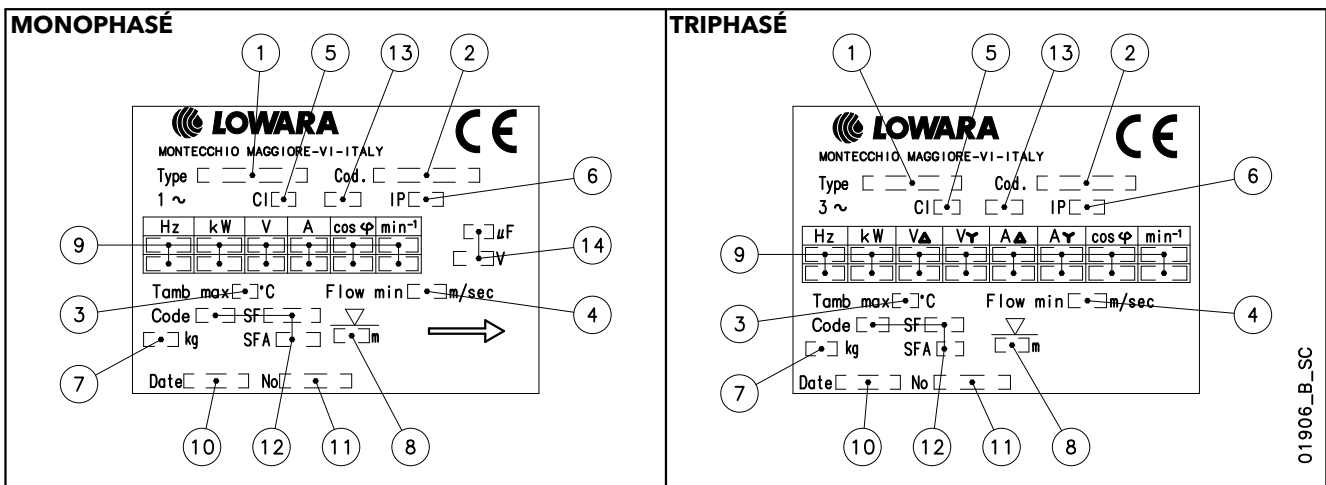 MONOPHASÉ
1
5
13
2
LOWARA
CE
MONTECCHIO MAGGIORE-VI-ITALY
Type
Cod.
6
1 ~
CI
IP
Hz kW V A cos φ min⁻¹
µF
9
V
14
Tamb max °C
Flow min m/sec
3
4
Code
SF
kg
SFA
m
7
Date
No
10
12
11
8
TRIPHASÉ
1
5
13
2
LOWARA
CE
MONTECCHIO MAGGIORE-VI-ITALY
Type
Cod.
6
3 ~
CI
IP
Hz kW V△ VY A△ AY cos φ min⁻¹
9
Tamb max °C
Flow min m/sec
3
4
Code
SF
kg
SFA
m
7
Date
No
10
12
11
8
01906_B_SC